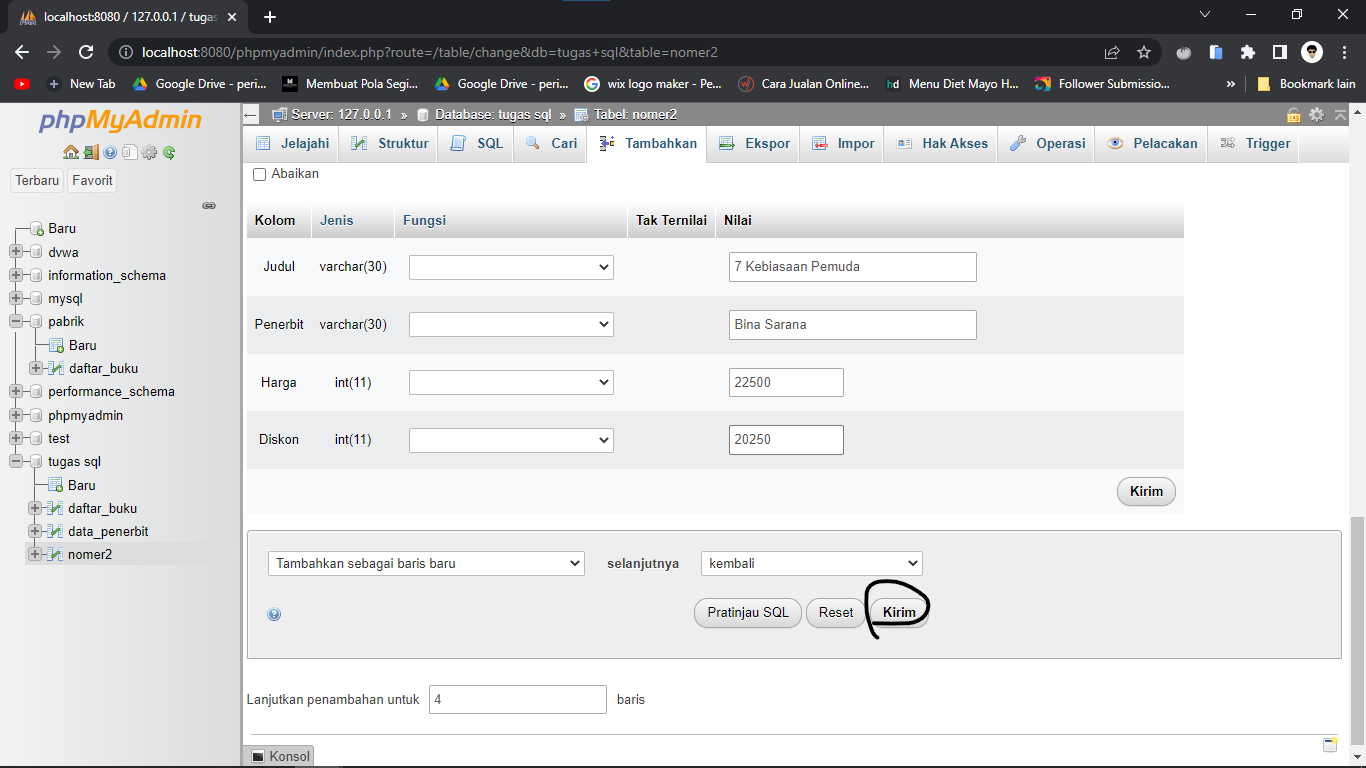 localhost:8080 / 127.0.0.1 / tugas
localhost:8080/phpmyadmin/index.php?route=/table/change&db=tugas+sql&table=nomer2
New Tab Google Drive - peri... Membuat Pola Segi... Google Drive - peri... wix logo maker - Pe... Cara Jualan Online... hd Menu Diet Mayo H... Follower Submissio... » Bookmark lain
phpMyAdmin
Terbaru Favorit
Baru
dvwa
information_schema
mysql
pabrik
Baru
daftar_buku
performance_schema
phpmyadmin
test
tugas sql
Baru
daftar_buku
data_penerbit
nomer2
Server: 127.0.0.1 » Database: tugas sql » Tabel: nomer2
Jelajahi Struktur SQL Cari Tambahkan Ekspor Impor Hak Akses Operasi Pelacakan Trigger
Abaikan
Kolom Jenis Fungsi Tak Ternilai Nilai
Judul varchar(30) 7 Kebiasaan Pemuda
Penerbit varchar(30) Bina Sarana
Harga int(11) 22500
Diskon int(11) 20250
Kirim
Tambahkan sebagai baris baru selanjutnya kembali
Pratinjau SQL Reset Kirim
Lanjutkan penambahan untuk 4 baris
Konsol